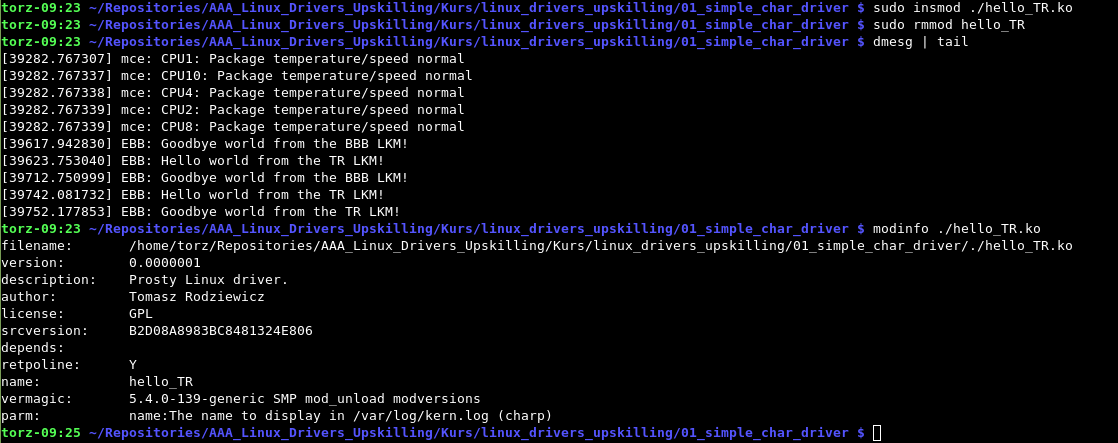 torz-09:23 ~/Repositories/AAA_Linux_Drivers_Upskilling/Kurs/linux_drivers_upskilling/01_simple_char_driver $ sudo insmod ./hello_TR.ko
torz-09:23 ~/Repositories/AAA_Linux_Drivers_Upskilling/Kurs/linux_drivers_upskilling/01_simple_char_driver $ sudo rmmod hello_TR
torz-09:23 ~/Repositories/AAA_Linux_Drivers_Upskilling/Kurs/linux_drivers_upskilling/01_simple_char_driver $ dmesg | tail
[39282.767307] mce: CPU1: Package temperature/speed normal
[39282.767337] mce: CPU10: Package temperature/speed normal
[39282.767338] mce: CPU4: Package temperature/speed normal
[39282.767339] mce: CPU2: Package temperature/speed normal
[39282.767339] mce: CPU8: Package temperature/speed normal
[39617.942830] EBB: Goodbye world from the BBB LKM!
[39623.753040] EBB: Hello world from the TR LKM!
[39712.750999] EBB: Goodbye world from the BBB LKM!
[39742.081732] EBB: Hello world from the TR LKM!
[39752.177853] EBB: Goodbye world from the TR LKM!
torz-09:23 ~/Repositories/AAA_Linux_Drivers_Upskilling/Kurs/linux_drivers_upskilling/01_simple_char_driver $ modinfo ./hello_TR.ko
filename:       /home/torz/Repositories/AAA_Linux_Drivers_Upskilling/Kurs/linux_drivers_upskilling/01_simple_char_driver/./hello_TR.ko
version:        0.0000001
description:    Prosty Linux driver.
author:         Tomasz Rodziewicz
license:        GPL
srcversion:     B2D08A8983BC8481324E806
depends:
retpoline:      Y
name:           hello_TR
vermagic:       5.4.0-139-generic SMP mod_unload modversions
parm:           name:The name to display in /var/log/kern.log (charp)
torz-09:25 ~/Repositories/AAA_Linux_Drivers_Upskilling/Kurs/linux_drivers_upskilling/01_simple_char_driver $